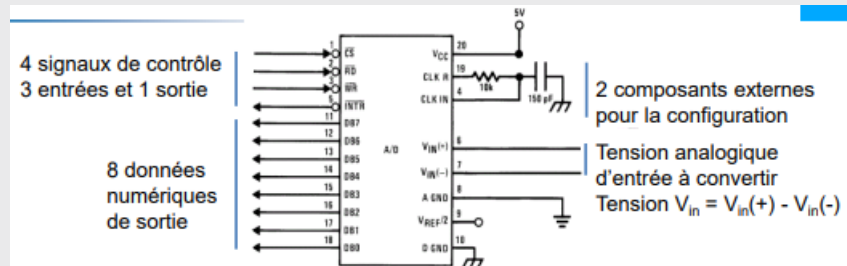 5V
4 signaux de contrôle
3 entrées et 1 sortie
8 données
numériques
de sortie
1 CS
2 RD
3 WR
5 INTR
11 DB7
12 DB6
13 DB5
14 DB4
15 DB3
16 DB2
17 DB1
18 DB0
A/D
VCC 20
CLK R 19
CLK IN 4
VIN(+) 6
VIN(–) 7
A GND 8
VREF/2 9
D GND 10
10k
150 pF
2 composants externes
pour la configuration
Tension analogique
d'entrée à convertir
Tension Vin = Vin(+) - Vin(-)